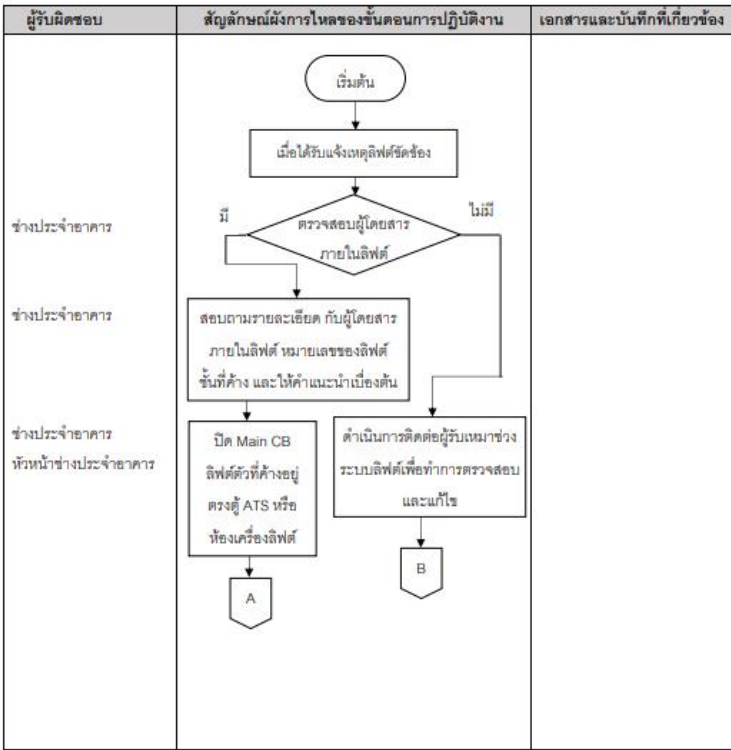 ผู้รับผิดชอบ
สัญลักษณ์ผังการไหลของขั้นตอนการปฏิบัติงาน
เอกสารและบันทึกที่เกี่ยวข้อง
เริ่มต้น
เมื่อได้รับแจ้งเหตุลิฟต์ขัดข้อง
ช่างประจำอาคาร
มี
ตรวจสอบผู้โดยสาร
ภายในลิฟต์
ไม่มี
ช่างประจำอาคาร
สอบถามรายละเอียด กับผู้โดยสาร
ภายในลิฟต์ หมายเลขของลิฟต์
ชั้นที่ค้าง และให้คำแนะนำเบื่องต้น
ช่างประจำอาคาร
หัวหน้าช่างประจำอาคาร
ปิด Main CB
ลิฟต์ตัวที่ค้างอยู่
ตรงตู้ ATS หรือ
ห้องเครื่องลิฟต์
ดำเนินการติดต่อผู้รับเหมาช่วง
ระบบลิฟต์เพื่อทำการตรวจสอบ
และแก้ไข
A
B